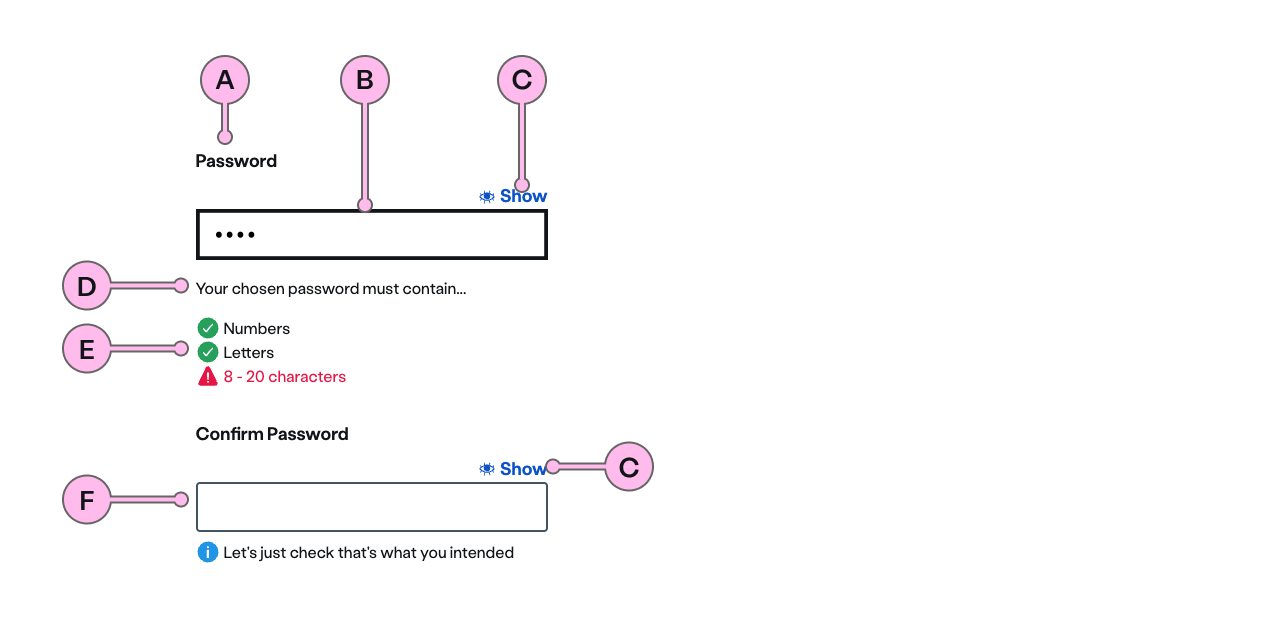 A
B
C
Password
Show
••••
D
Your chosen password must contain...
E
Numbers
Letters
8 - 20 characters
Confirm Password
Show
C
F
Let's just check that's what you intended